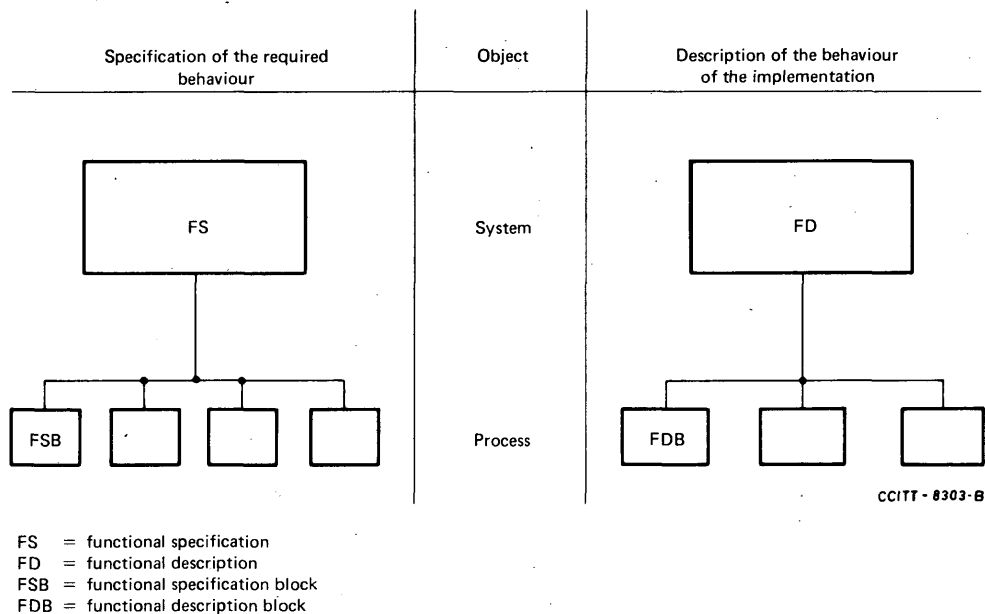 Specification of the required
behaviour
Object
Description of the behaviour
of the implementation
FS
System
FD
FSB
Process
FDB
CCITT - 8303-B
FS = functional specification
FD = functional description
FSB = functional specification block
FDB = functional description block